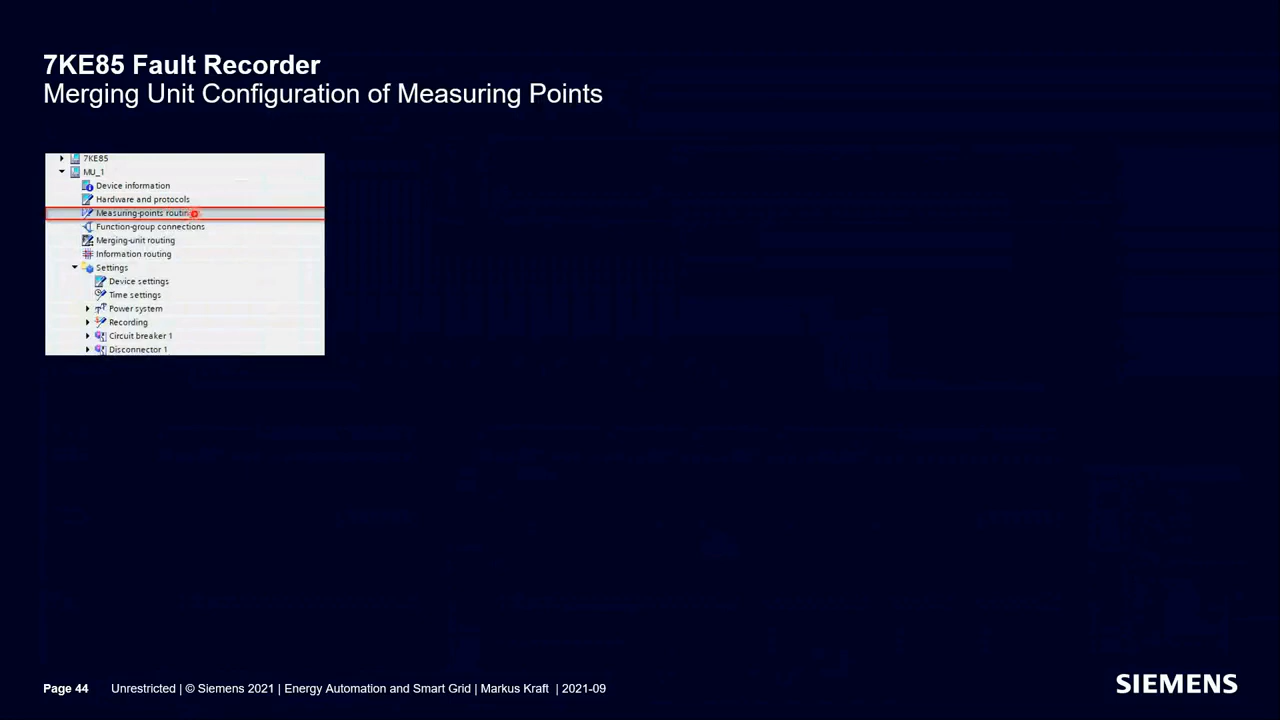 7KE85 Fault Recorder
Merging Unit Configuration of Measuring Points
7KE85
MU_1
Device information
Hardware and protocols
Measuring-points routing
Function-group connections
Merging-unit routing
Information routing
Settings
Device settings
Time settings
Power system
Recording
Circuit breaker 1
Disconnector 1
Page 44 Unrestricted | © Siemens 2021 | Energy Automation and Smart Grid | Markus Kraft | 2021-09
SIEMENS